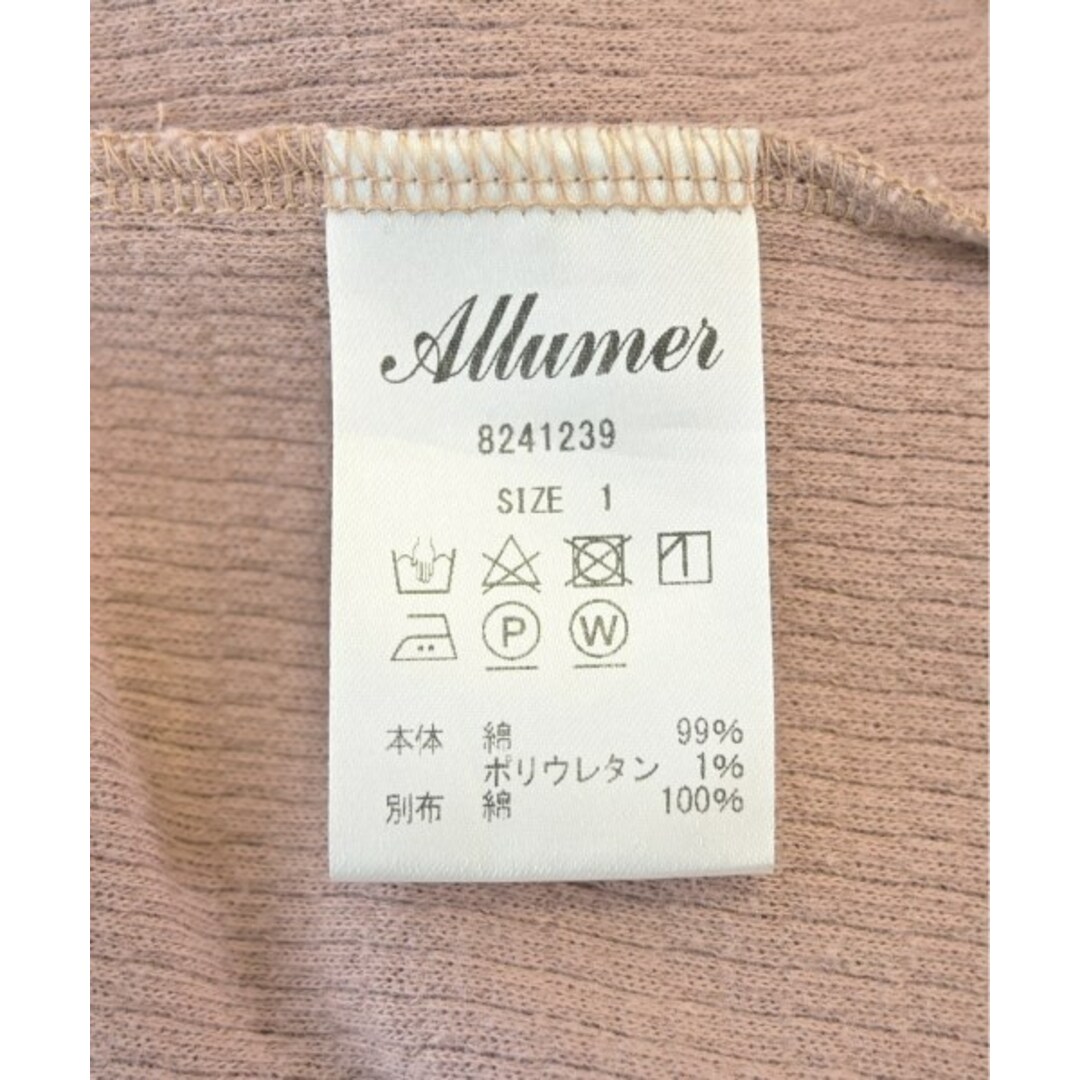 Allumer
8241239
SIZE 1
P W
本体 綿 99%
ポリウレタン 1%
別布 綿 100%